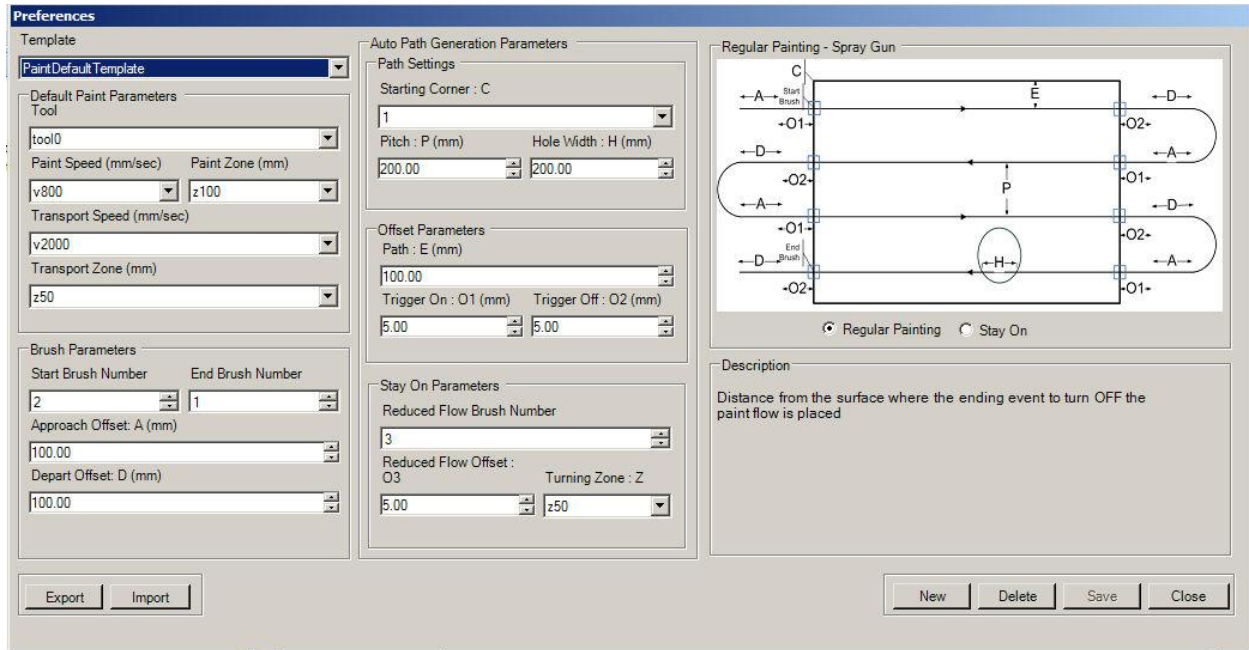 Preferences
Template
PaintDefaultTemplate
Default Paint Parameters
Tool
tool0
Paint Speed (mm/sec)
Paint Zone (mm)
v800
z100
Transport Speed (mm/sec)
v2000
Transport Zone (mm)
z50
Brush Parameters
Start Brush Number
End Brush Number
2
1
Approach Offset: A (mm)
100.00
Depart Offset: D (mm)
100.00
Export
Import
Auto Path Generation Parameters
Path Settings
Starting Corner : C
1
Pitch : P (mm)
Hole Width : H (mm)
200.00
200.00
Offset Parameters
Path : E (mm)
100.00
Trigger On : O1 (mm)
Trigger Off : O2 (mm)
5.00
5.00
Stay On Parameters
Reduced Flow Brush Number
3
Reduced Flow Offset :
O3
Turning Zone : Z
5.00
z50
Regular Painting - Spray Gun
C
A
Start
Brush
E
D
O1
O2
D
A
O2
O1
P
A
D
O1
O2
End
Brush
D
H
A
O2
O1
Regular Painting
Stay On
Description
Distance from the surface where the ending event to turn OFF the
paint flow is placed
New
Delete
Save
Close